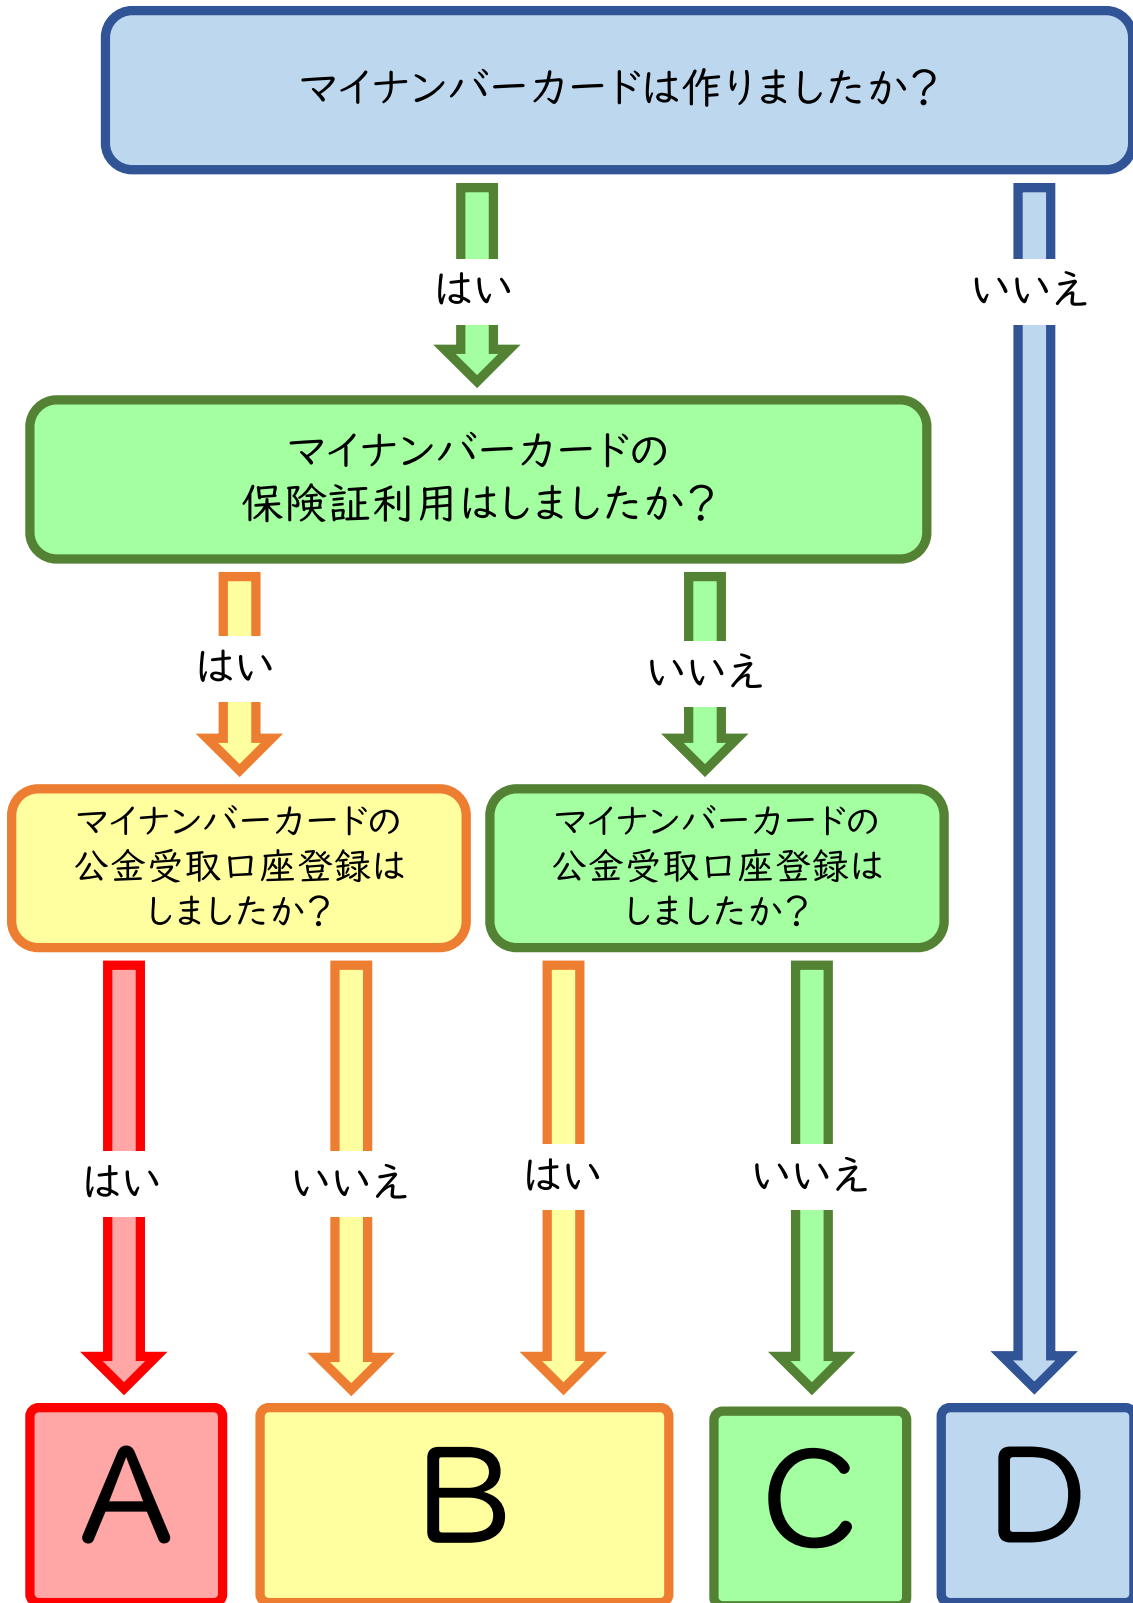 マイナンバーカードは作りましたか？
はい
いいえ
マイナンバーカードの
保険証利用はしましたか？
はい
いいえ
マイナンバーカードの
公金受取口座登録は
しましたか？
マイナンバーカードの
公金受取口座登録は
しましたか？
はい
いいえ
はい
いいえ
A
B
C
D